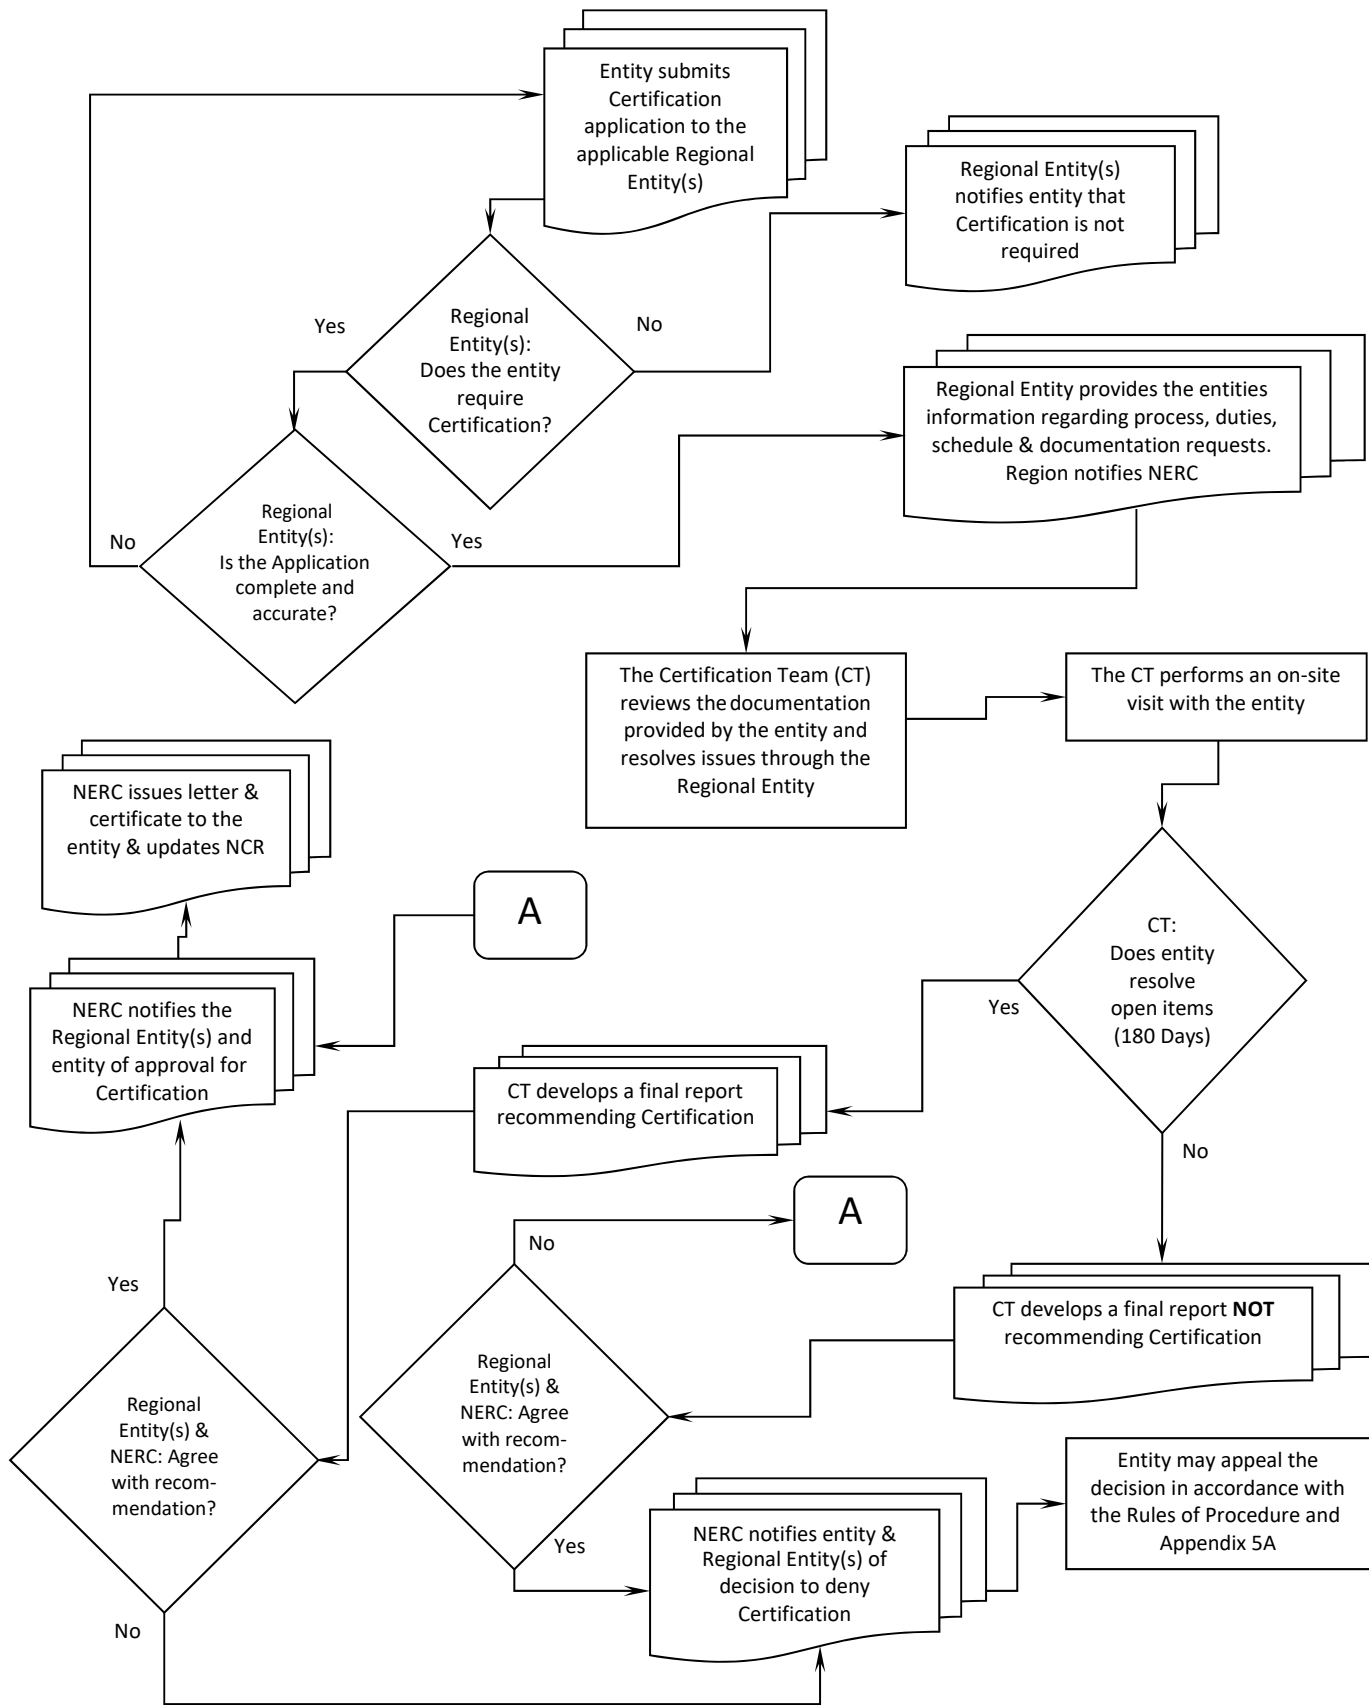 Entity submits
Certification
application to the
applicable Regional
Entity(s)
Regional Entity(s)
notifies entity that
Certification is not
required
Yes
Regional
Entity(s):
Does the entity
require
Certification?
No
Regional Entity provides the entities
information regarding process, duties,
schedule & documentation requests.
Region notifies NERC
No
Regional
Entity(s):
Is the Application
complete and
accurate?
Yes
The Certification Team (CT)
reviews the documentation
provided by the entity and
resolves issues through the
Regional Entity
The CT performs an on-site
visit with the entity
NERC issues letter &
certificate to the
entity & updates NCR
A
CT:
Does entity
resolve
open items
(180 Days)
Yes
No
NERC notifies the
Regional Entity(s) and
entity of approval for
Certification
CT develops a final report
recommending Certification
A
No
CT develops a final report NOT
recommending Certification
Yes
Regional
Entity(s) &
NERC: Agree
with recom-
mendation?
Regional
Entity(s) &
NERC: Agree
with recom-
mendation?
Yes
No
NERC notifies entity &
Regional Entity(s) of
decision to deny
Certification
Entity may appeal the
decision in accordance with
the Rules of Procedure and
Appendix 5A